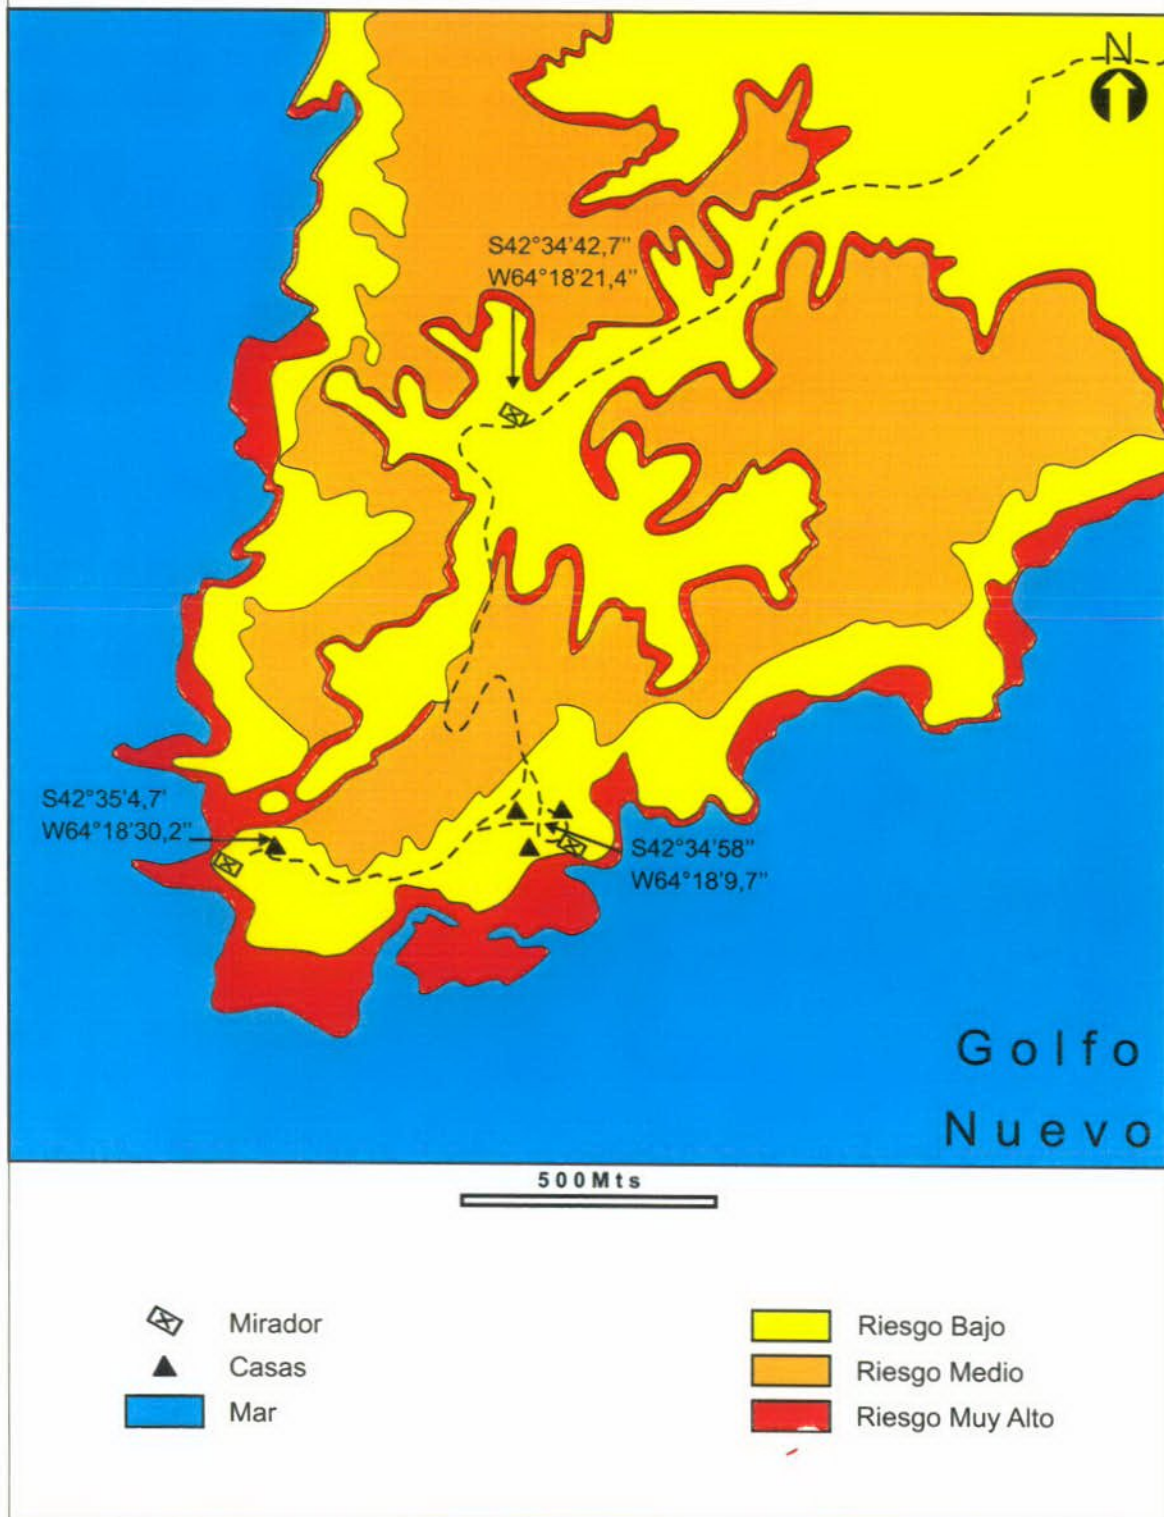 N
S42°34'42,7"
W64°18'21,4"
S42°35'4,7'
W64°18'30,2"
S42°34'58"
W64°18'9,7"
Golfo
Nuevo
500Mts
Mirador
Casas
Mar
Riesgo Bajo
Riesgo Medio
Riesgo Muy Alto